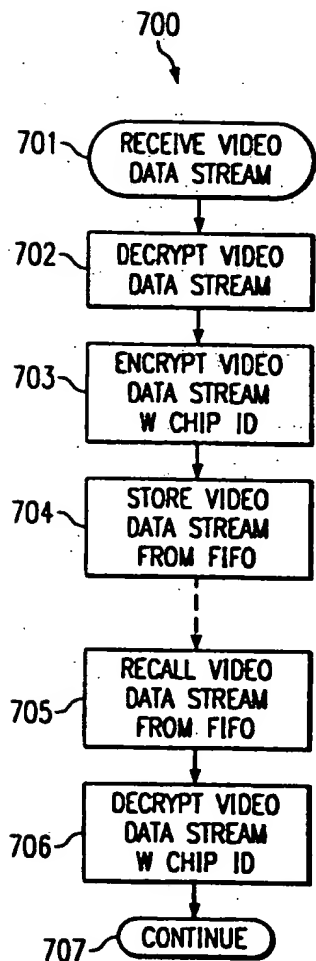 700
701
RECEIVE VIDEO
DATA STREAM
702
DECRYPT VIDEO
DATA STREAM
703
ENCRYPT VIDEO
DATA STREAM
W CHIP ID
704
STORE VIDEO
DATA STREAM
FROM FIFO
705
RECALL VIDEO
DATA STREAM
FROM FIFO
706
DECRYPT VIDEO
DATA STREAM
W CHIP ID
707
CONTINUE